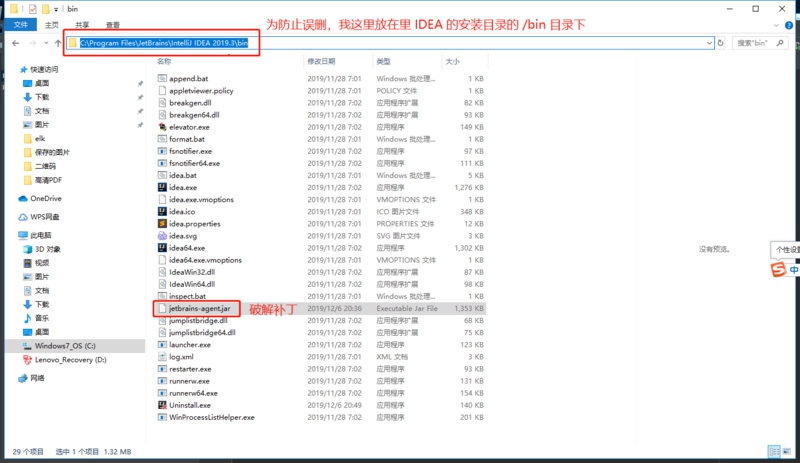 bin
为防止误删，我这里放在里 IDEA 的安装目录的 /bin 目录下
文件 主页 共享 查看
C:\Program Files\JetBrains\IntelliJ IDEA 2019.3\bin
搜索"bin"
名称 修改日期 类型 大小
快速访问
桌面
下载
文档
图片
elk
保存的图片
二维码
高清PDF
OneDrive
WPS网盘
此电脑
3D 对象
视频
图片
文档
下载
音乐
桌面
Windows7_OS (C:)
Lenovo_Recovery (D:)
网络
append.bat 2019/11/28 7:01 Windows 批处理... 1 KB
appletviewer.policy 2019/11/28 7:01 POLICY 文件 1 KB
breakgen.dll 2019/11/28 7:02 应用程序扩展 82 KB
breakgen64.dll 2019/11/28 7:02 应用程序扩展 93 KB
elevator.exe 2019/11/28 7:02 应用程序 149 KB
format.bat 2019/11/28 7:01 Windows 批处理... 1 KB
fsnotifier.exe 2019/11/28 7:02 应用程序 97 KB
fsnotifier64.exe 2019/11/28 7:02 应用程序 111 KB
idea.bat 2019/11/28 7:01 Windows 批处理... 5 KB
idea.exe 2019/11/28 7:02 应用程序 1,276 KB
idea.exe.vmoptions 2019/11/28 7:01 VMOPTIONS 文件 1 KB
idea.ico 2019/11/28 7:01 ICO 图片文件 348 KB
idea.properties 2019/11/28 7:01 PROPERTIES 文件 12 KB
idea.svg 2019/11/28 7:01 SVG 图片文件 3 KB
idea64.exe 2019/11/28 7:02 应用程序 1,302 KB
idea64.exe.vmoptions 2019/11/28 7:01 VMOPTIONS 文件 1 KB
IdeaWin32.dll 2019/11/28 7:02 应用程序扩展 87 KB
IdeaWin64.dll 2019/11/28 7:02 应用程序扩展 98 KB
inspect.bat 2019/11/28 7:01 Windows 批处理... 1 KB
jetbrains-agent.jar 破解补丁 2019/12/6 20:36 Executable Jar File 1,353 KB
jumplistbridge.dll 2019/11/28 7:02 应用程序扩展 68 KB
jumplistbridge64.dll 2019/11/28 7:02 应用程序扩展 75 KB
launcher.exe 2019/11/28 7:02 应用程序 123 KB
log.xml 2019/11/28 7:01 XML 文档 3 KB
restarter.exe 2019/11/28 7:02 应用程序 93 KB
runnerw.exe 2019/11/28 7:02 应用程序 131 KB
runnerw64.exe 2019/11/28 7:02 应用程序 154 KB
Uninstall.exe 2019/12/6 20:49 应用程序 140 KB
WinProcessListHelper.exe 2019/11/28 7:02 应用程序 201 KB
没有预览。
个性设
中
29 个项目 选中 1 个项目 1.32 MB